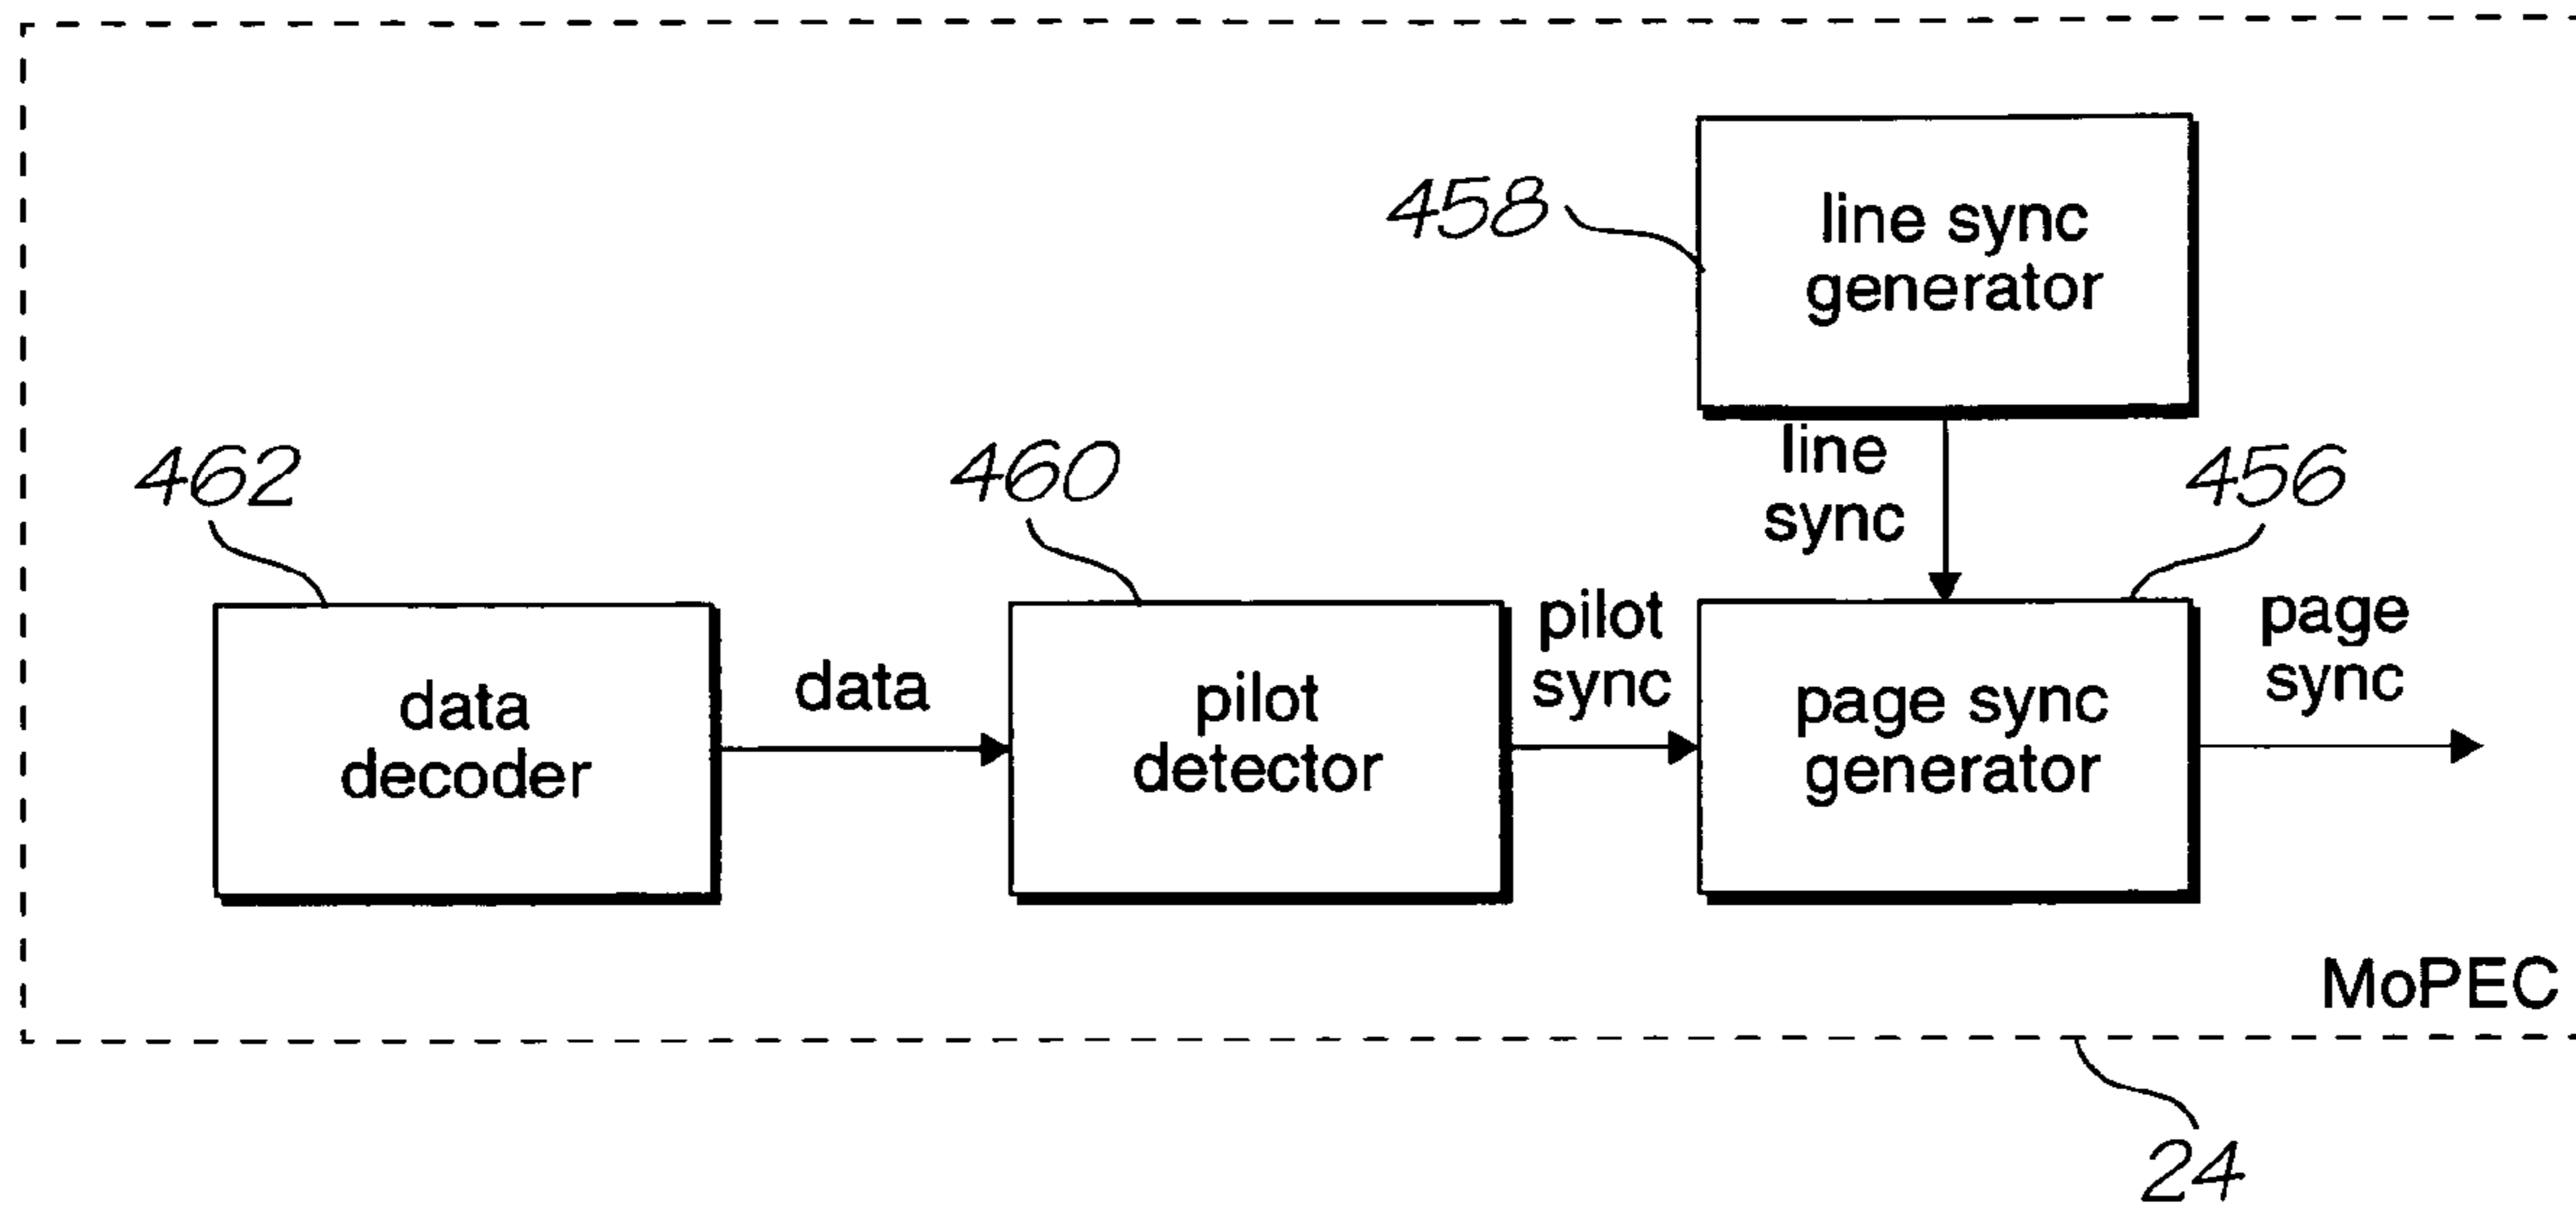 458
line sync
generator
line
sync
462
460
456
data
decoder
data
pilot
detector
pilot
sync
page sync
generator
page
sync
MoPEC
24